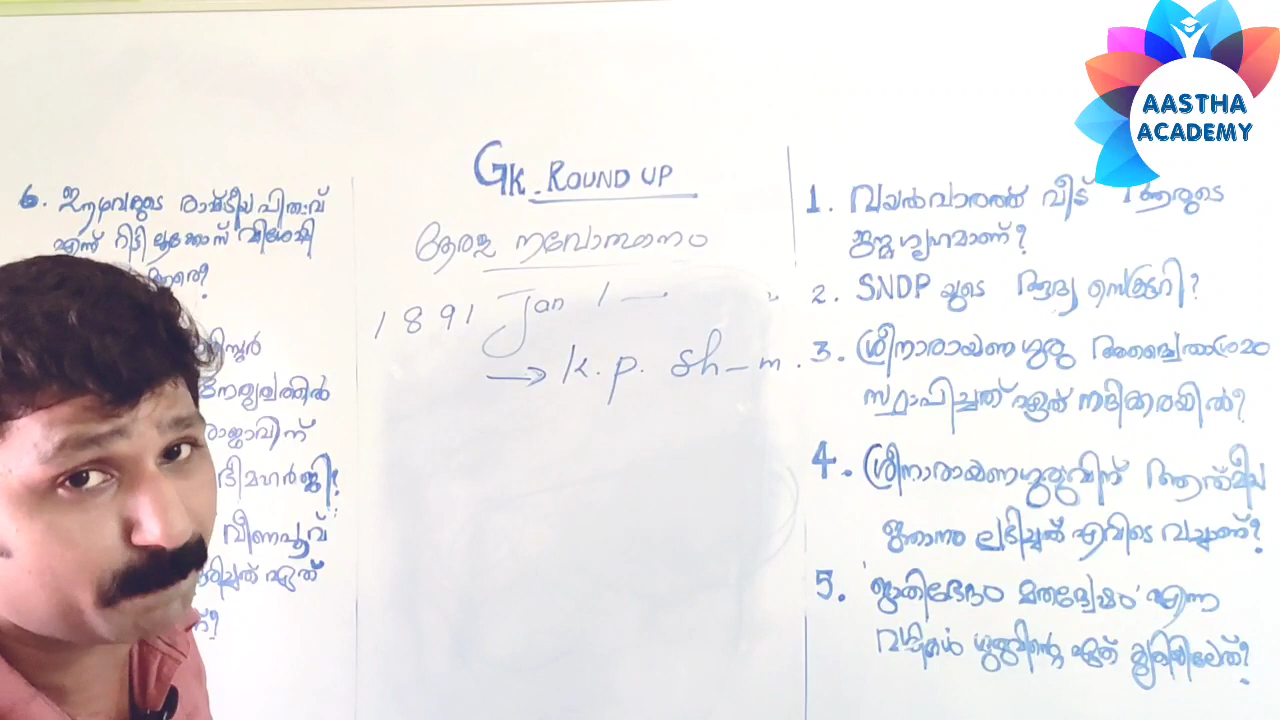 AASTHA
ACADEMY
GK ROUND UP
കേരള നവോത്ഥാനം
1891 Jan 1 —
→ K. P. Sh — m.
1. വയൽവാരത്ത് വീട് ആരുടെ
ജന്മഗൃഹമാണ്?
2. SNDP യുടെ ആദ്യ സെക്രട്ടറി?
3. ശ്രീനാരായണ ഗുരു അദ്വൈതാശ്രമം
സ്ഥാപിച്ചത് ഏത് നദിക്കരയിൽ?
4. ശ്രീനാരായണഗുരുവിന് ആത്മീയ
ജ്ഞാനം ലഭിച്ചത് എവിടെ വച്ചാണ്?
5. 'ജാതിഭേദം മതദ്വേഷം' എന്ന
വരികൾ ഗുരുവിന്റെ ഏത് കൃതിയിലേത്?
6. ഈഴവരുടെ രാഷ്ട്രീയ പിതാവ്
എന്ന് റിട്ടി ലൂക്കോസ് വിശേഷി
രാജാവിന്
വീണപൂവ്
ഏത്